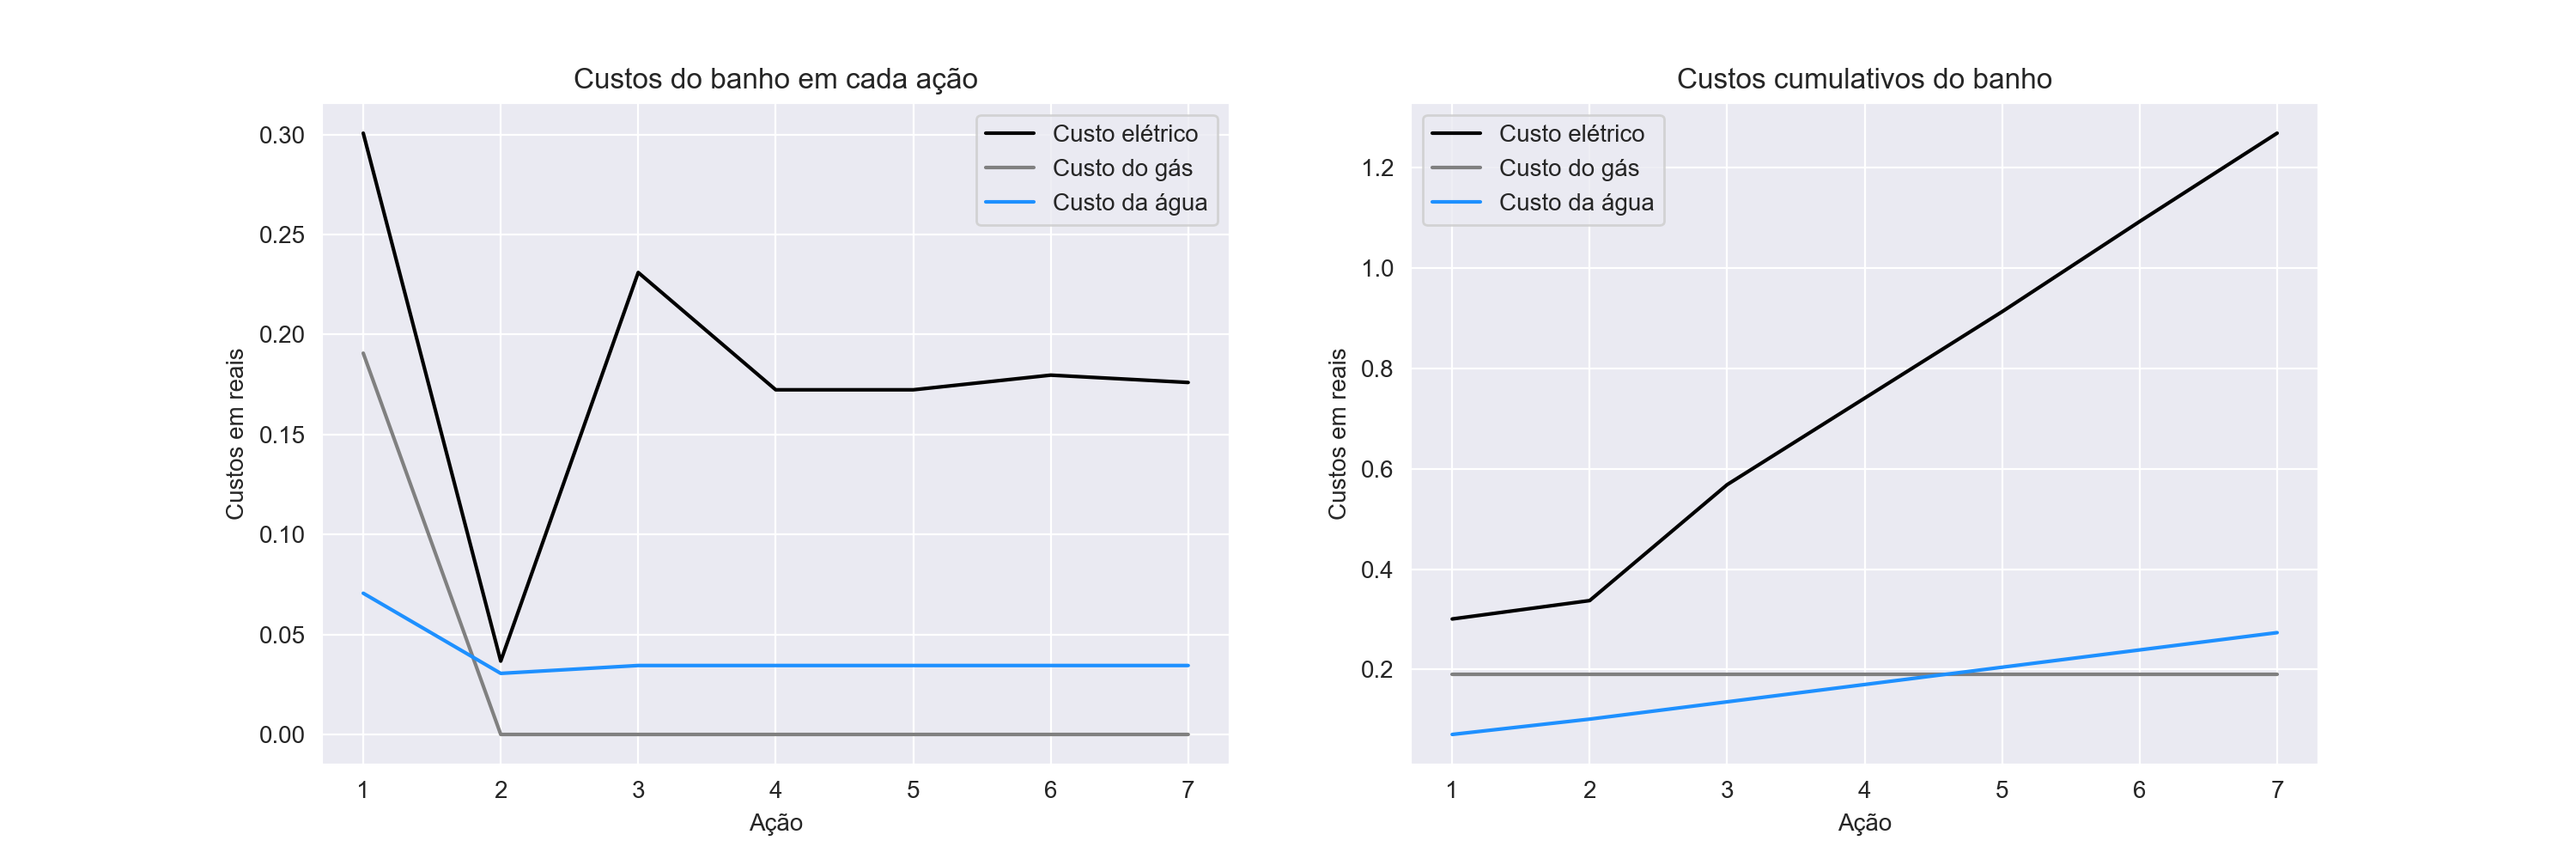 Custos do banho em cada ação
Custos em reais
0.30
0.25
0.20
0.15
0.10
0.05
0.00
1 2 3 4 5 6 7
Ação
Custo elétrico
Custo do gás
Custo da água
Custos cumulativos do banho
Custos em reais
1.2
1.0
0.8
0.6
0.4
0.2
1 2 3 4 5 6 7
Ação
Custo elétrico
Custo do gás
Custo da água